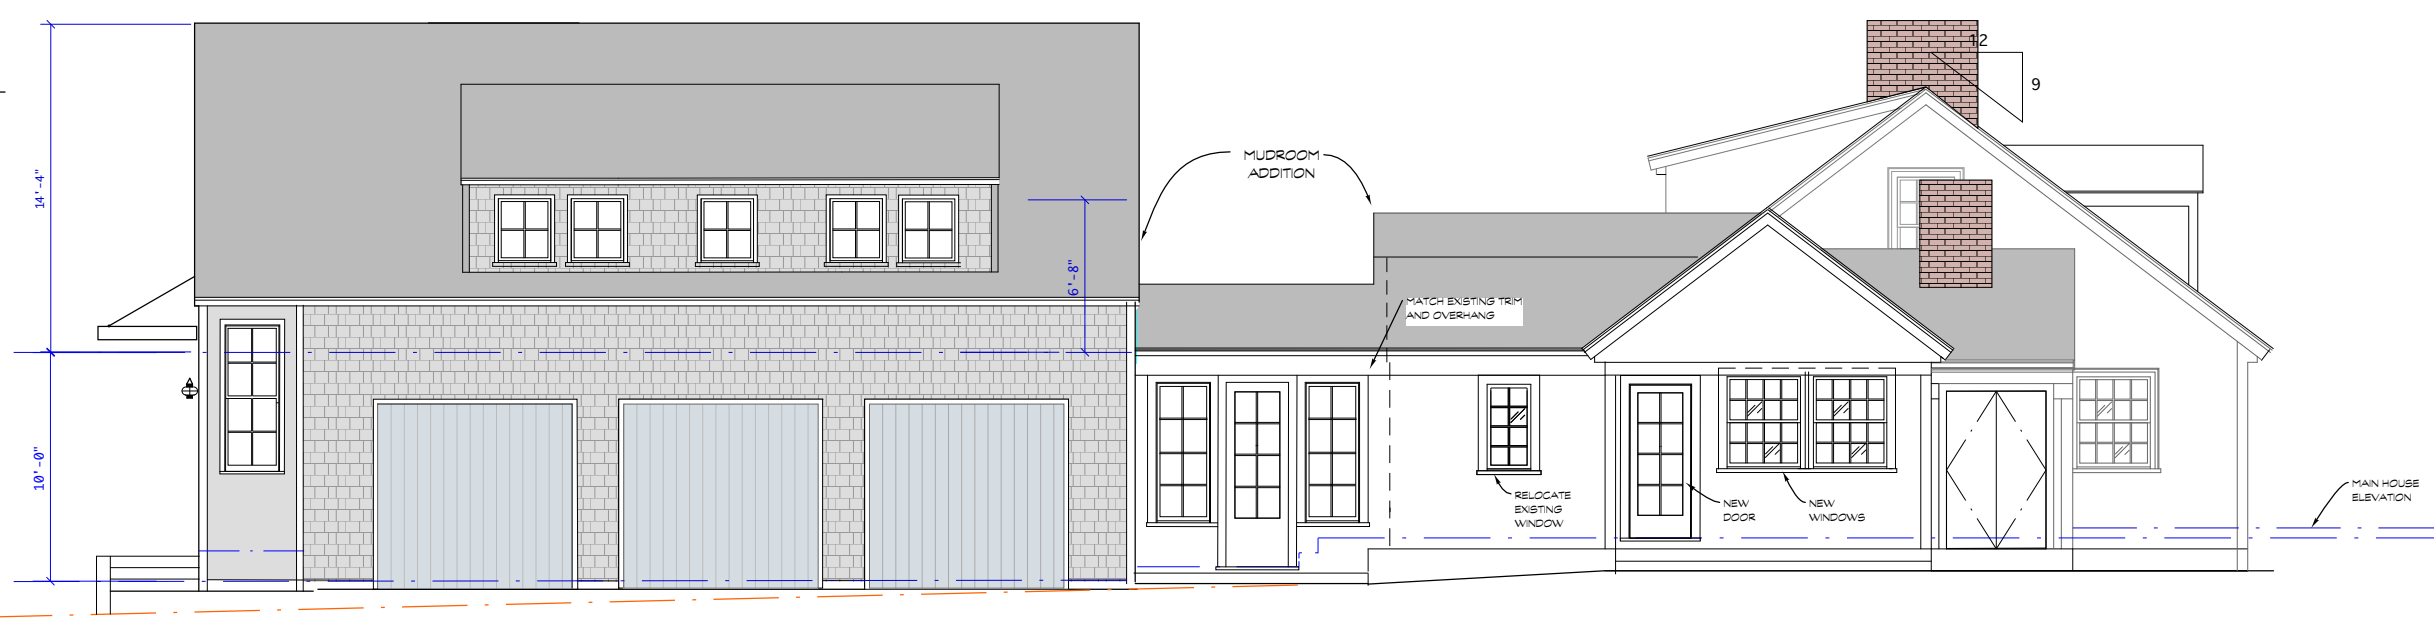 14'-4"
10'-0"
6'-8"
MUDROOM
ADDITION
MATCH EXISTING TRIM
AND OVERHANG
12
9
RELOCATE
EXISTING
WINDOW
NEW
DOOR
NEW
WINDOWS
MAIN HOUSE
ELEVATION